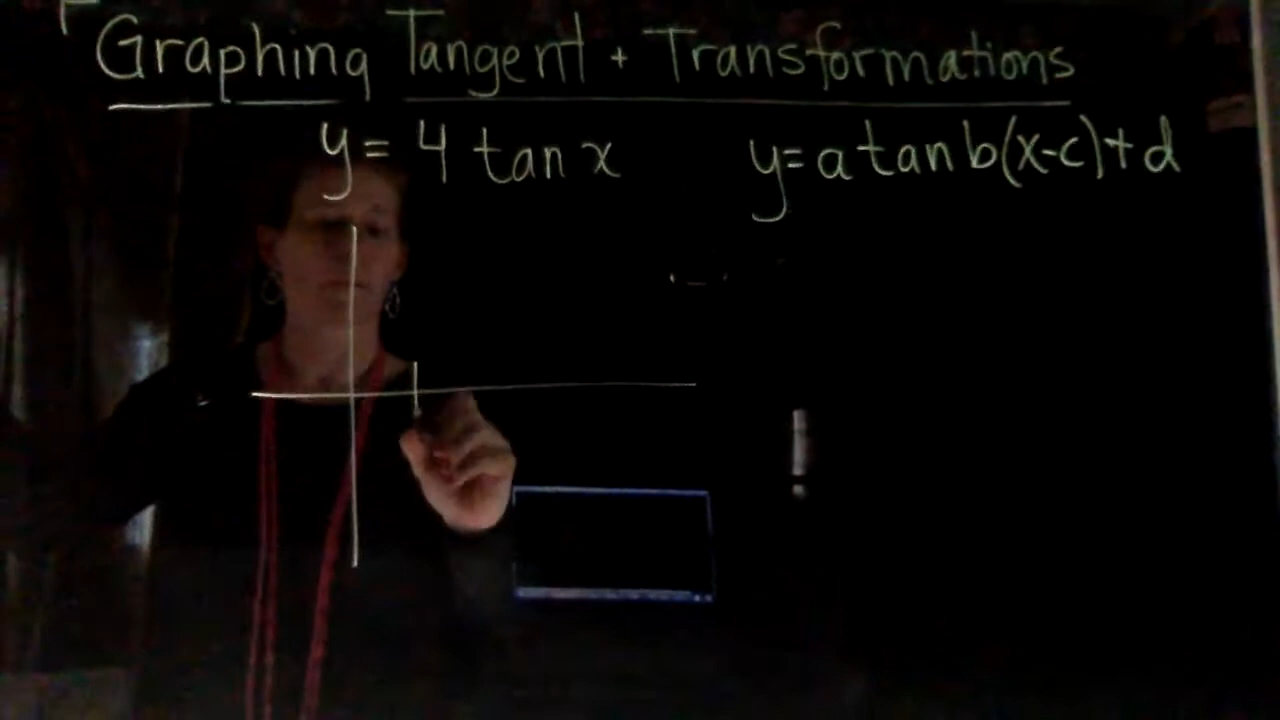 Graphing Tangent + Transformations
y = 4 tan x y = a tan b(x-c) + d